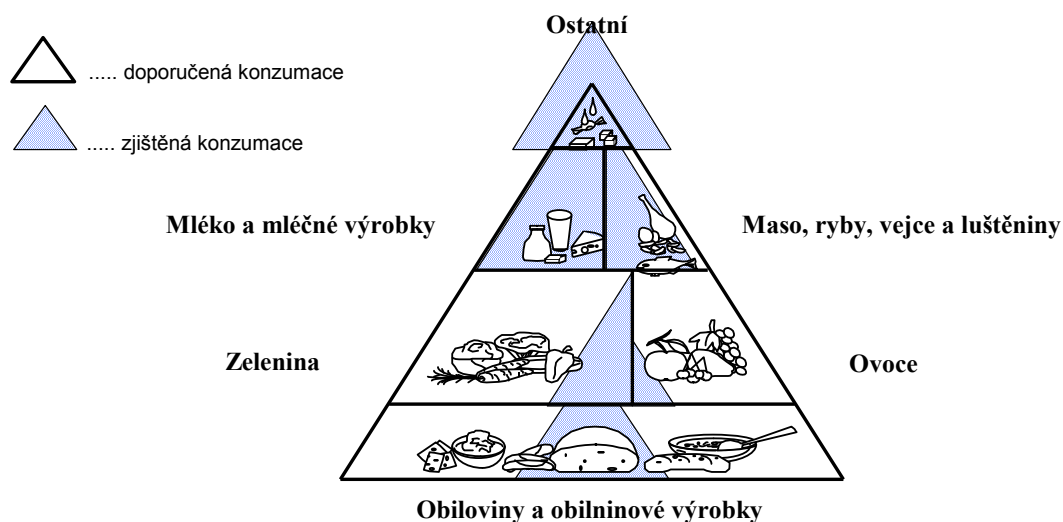 Ostatní
..... doporučená konzumace
..... zjištěná konzumace
Mléko a mléčné výrobky
Maso, ryby, vejce a luštěniny
Zelenina
Ovoce
Obiloviny a obilninové výrobky